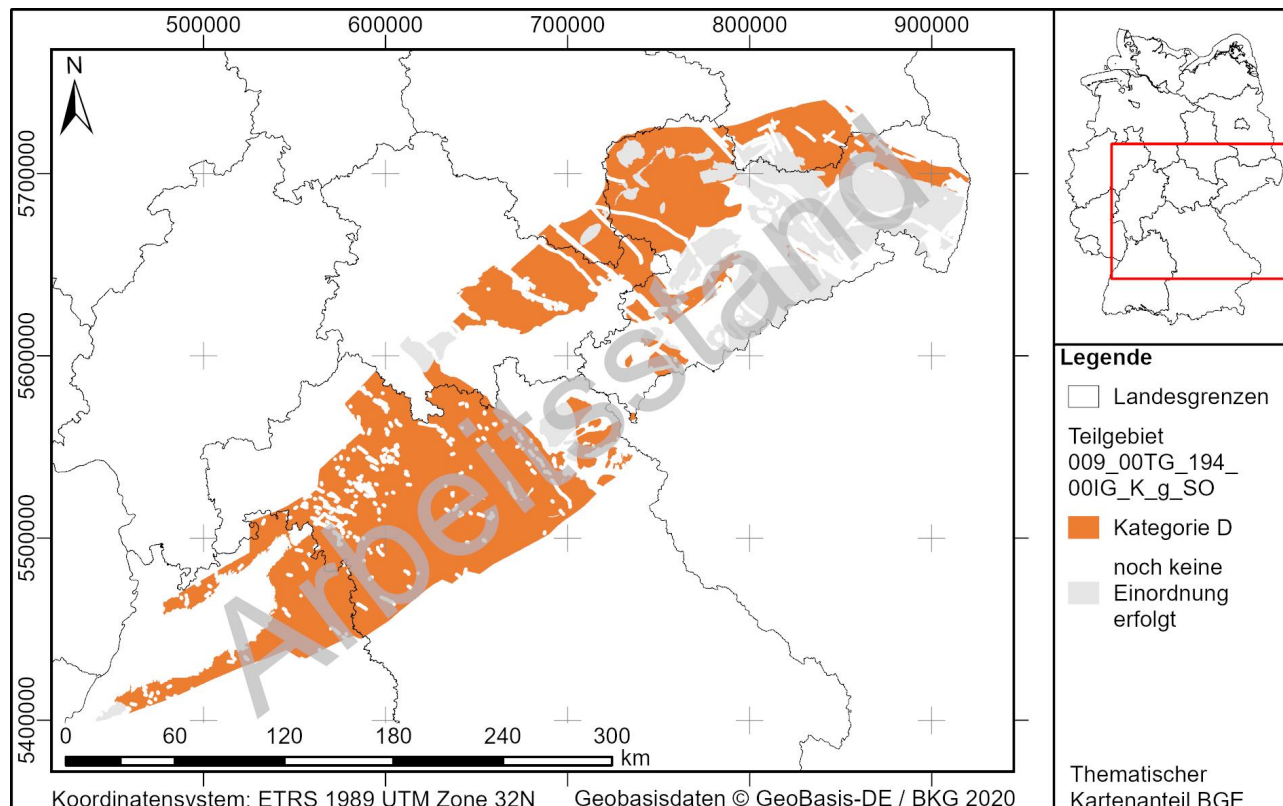 500000 600000 700000 800000 900000
N
5700000
5600000
5500000
5400000
Arbeitsstand
0 60 120 180 240 300
km
Koordinatensystem: ETRS 1989 UTM Zone 32N Geobasisdaten © GeoBasis-DE / BKG 2020
Legende
Landesgrenzen
Teilgebiet
009_00TG_194_
00IG_K_g_SO
Kategorie D
noch keine
Einordnung
erfolgt
Thematischer
Kartenanteil BGE